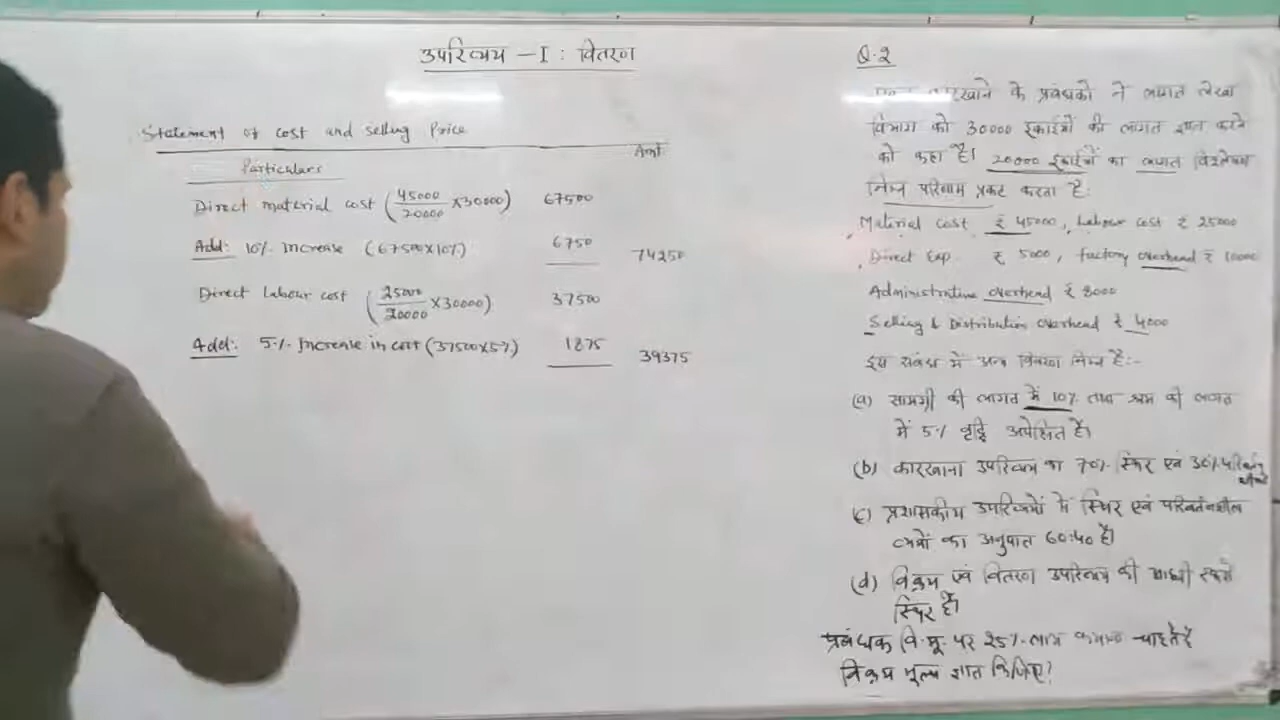 उपरिव्यय - I : वितरण
Statement of cost and selling Price
Particulars
Amt
Direct material cost (45000/20000 × 30000) 67500
Add: 10% Increase (67500×10%) 6750 74250
Direct Labour cost (25000/20000 × 30000) 37500
Add: 5% Increase in cost (37500×5%) 1875 39375
Q.2
कारखाने के प्रबंधको ने लागत लेखा
विभाग को 30000 इकाईयों की लागत ज्ञात करने
को कहा है। 20000 इकाईयों का लागत विश्लेषण
निम्न परिणाम प्रकट करता है:
Material Cost ₹ 45000, Labour cost ₹ 25000
Direct Exp. ₹ 5000, factory overhead ₹ 10000
Administrative overhead ₹ 8000
Selling & Distribution overhead ₹ 4000
इस संबंध में अन्य विवरण निम्न है:-
(a) सामग्री की लागत में 10% तथा श्रम की लागत
में 5% वृद्धि अपेक्षित है।
(b) कारखाना उपरिव्यय का 70% स्थिर एवं 30%
(c) प्रशासकीय उपरिव्ययों में स्थिर एवं परिवर्तनशील
व्ययों का अनुपात 60:40 है।
(d) विक्रय एवं वितरण उपरिव्यय की आधी रकम
स्थिर है।
प्रबंधक वि.मू. पर 25% लाभ कमाना चाहते है
विक्रय मूल्य ज्ञात किजिए?